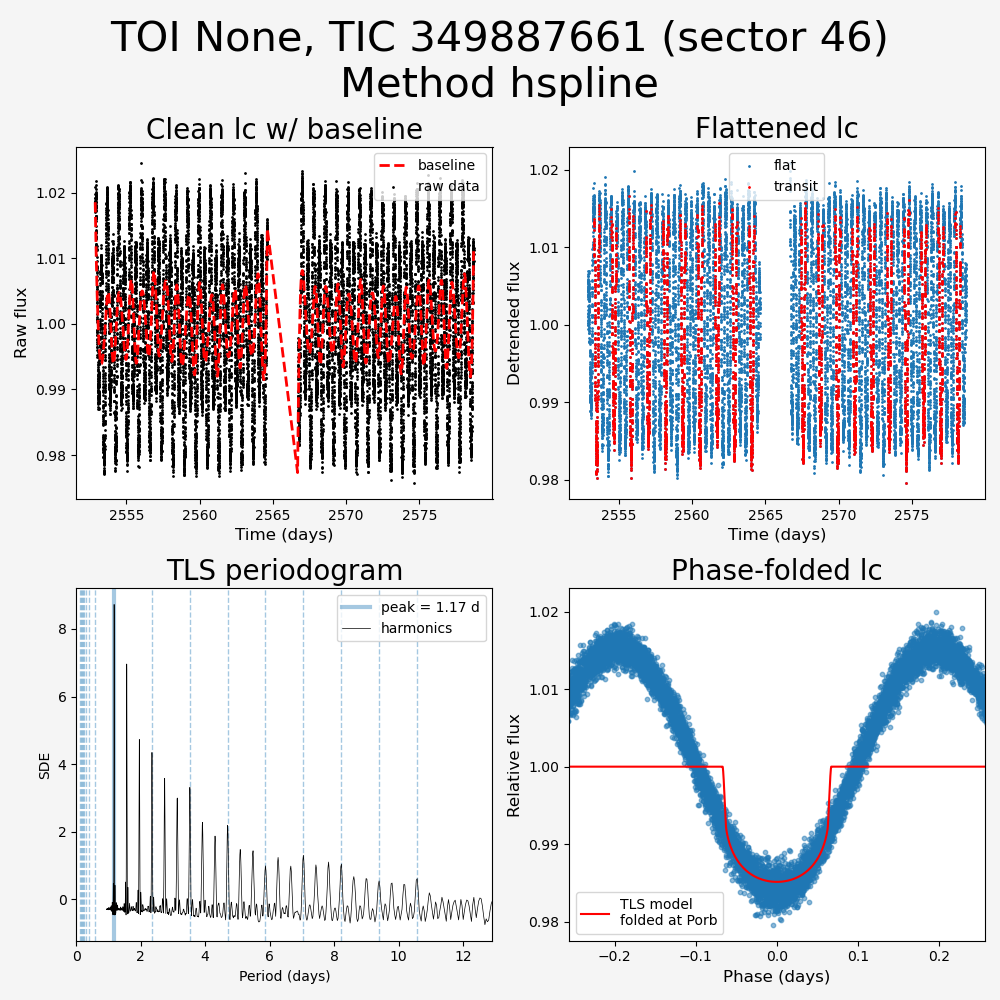 TOI None, TIC 349887661 (sector 46)
Method hspline
Clean lc w/ baseline
baseline
raw data
1.02
1.01
1.00
0.99
0.98
Raw flux
2555 2560 2565 2570 2575
Time (days)
Flattened lc
flat
transit
1.02
1.01
1.00
0.99
0.98
Detrended flux
2555 2560 2565 2570 2575
Time (days)
TLS periodogram
peak = 1.17 d
harmonics
8
6
4
2
0
SDE
0 2 4 6 8 10 12
Period (days)
Phase-folded lc
1.02
1.01
1.00
0.99
0.98
Relative flux
TLS model
folded at Porb
−0.2 −0.1 0.0 0.1 0.2
Phase (days)